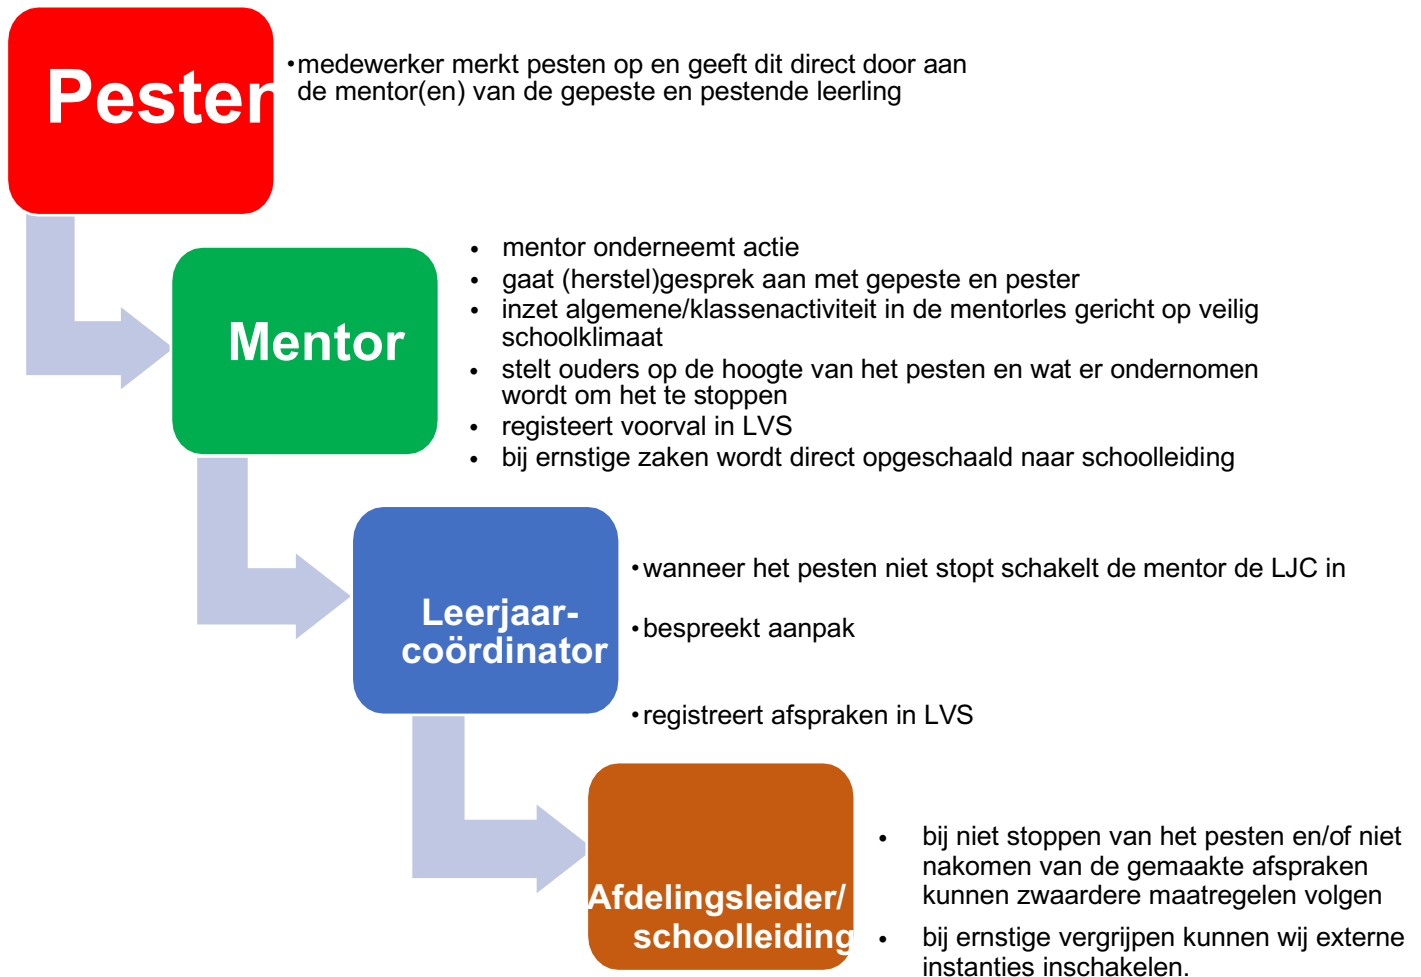 Pesten
•medewerker merkt pesten op en geeft dit direct door aan
de mentor(en) van de gepeste en pestende leerling
Mentor
• mentor onderneemt actie
• gaat (herstel)gesprek aan met gepeste en pester
• inzet algemene/klassenactiviteit in de mentorles gericht op veilig
schoolklimaat
• stelt ouders op de hoogte van het pesten en wat er ondernomen
wordt om het te stoppen
• registeert voorval in LVS
• bij ernstige zaken wordt direct opgeschaald naar schoolleiding
Leerjaar-
coördinator
•wanneer het pesten niet stopt schakelt de mentor de LJC in
•bespreekt aanpak
•registreert afspraken in LVS
Afdelingsleider/
schoolleiding
• bij niet stoppen van het pesten en/of niet
nakomen van de gemaakte afspraken
kunnen zwaardere maatregelen volgen
• bij ernstige vergrijpen kunnen wij externe
instanties inschakelen.